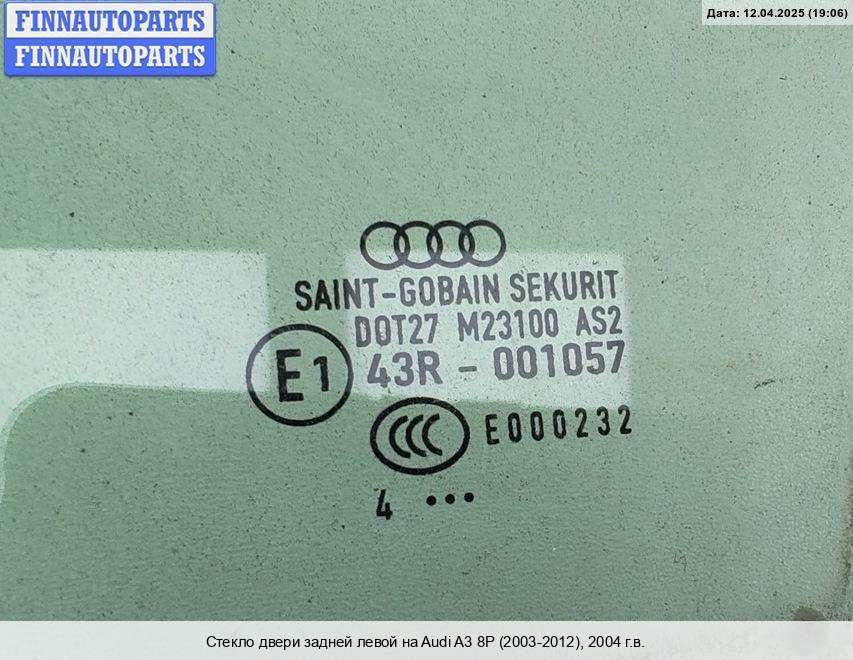 FINNAUTOPARTS
FINNAUTOPARTS
Дата: 12.04.2025 (19:06)
SAINT-GOBAIN SEKURIT
DOT27 M23100 AS2
E1 43R - 001057
CCC E000232
4 ...
Стекло двери задней левой на Audi A3 8P (2003-2012), 2004 г.в.